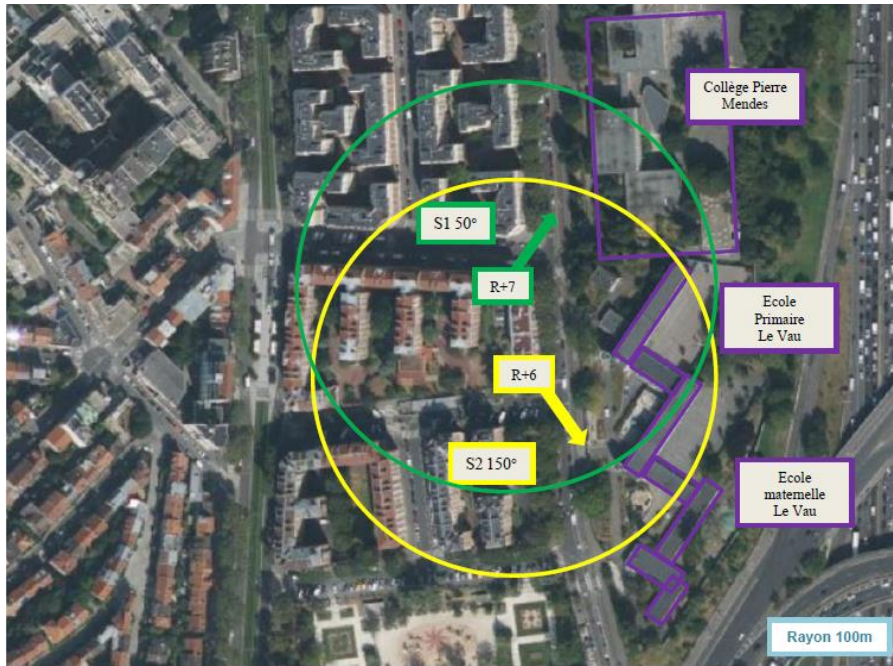 Collège Pierre
Mendes
S1 50°
R+7
Ecole
Primaire
Le Vau
R+6
S2 150°
Ecole
maternelle
Le Vau
Rayon 100m